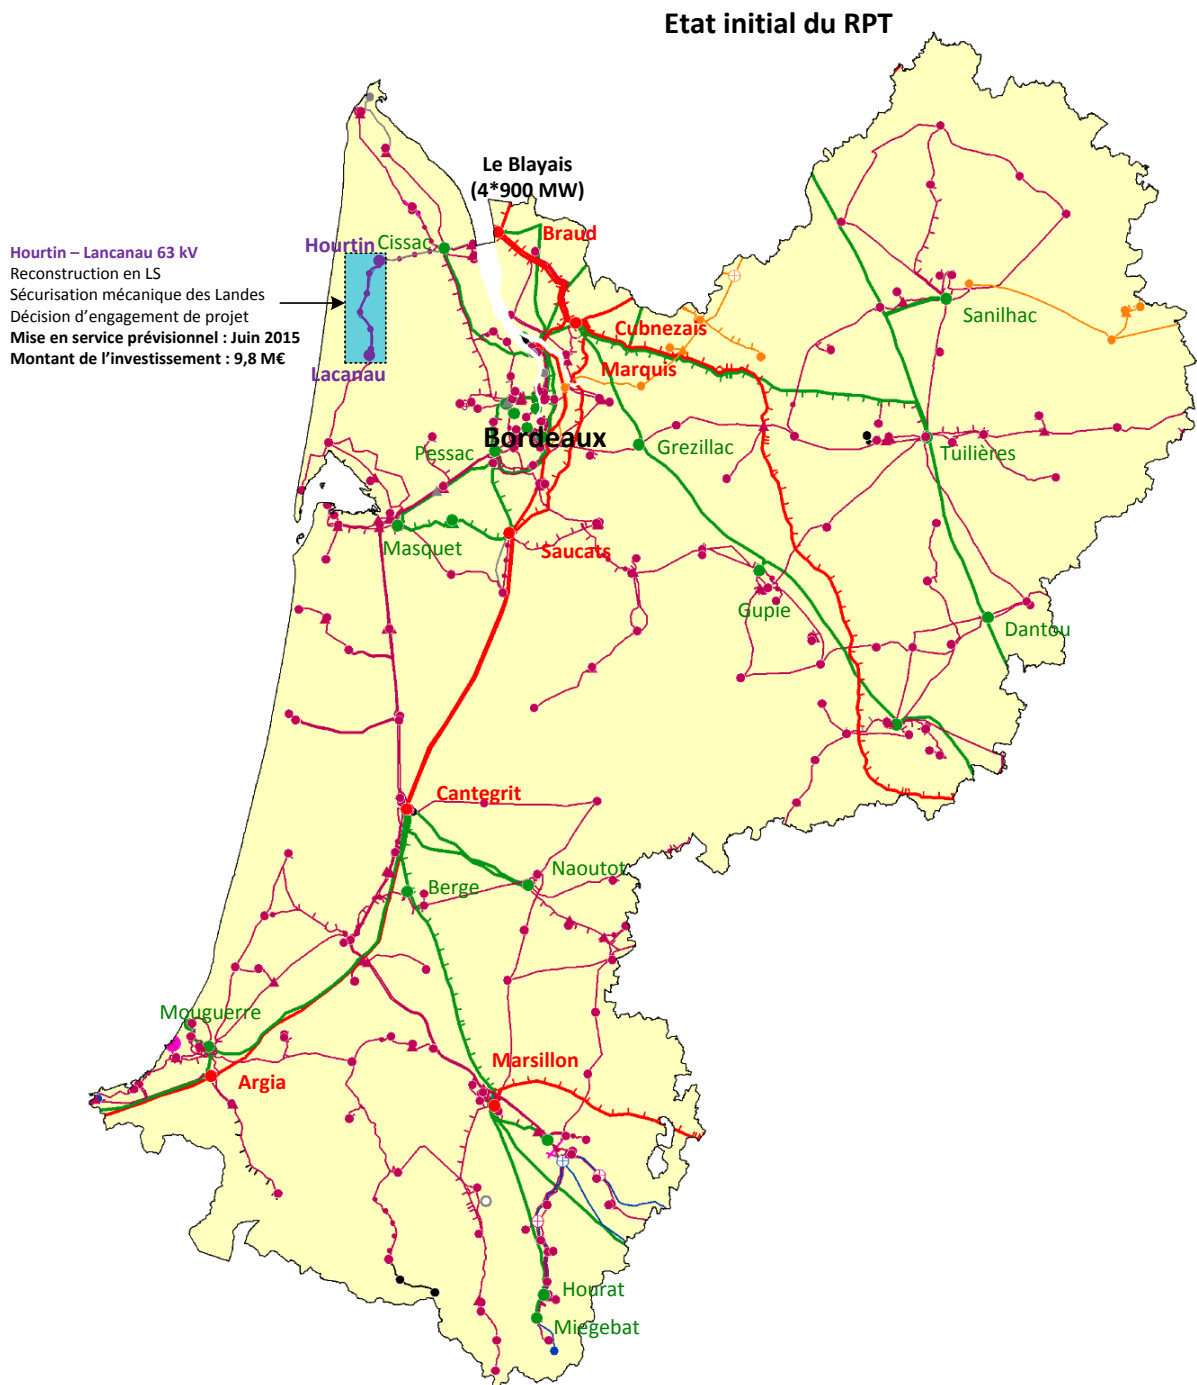 Etat initial du RPT
Le Blayais
(4*900 MW)
Braud
Hourtin
Cissac
Hourtin – Lancanau 63 kV
Reconstruction en LS
Sécurisation mécanique des Landes
Décision d’engagement de projet
Mise en service prévisionnel : Juin 2015
Montant de l’investissement : 9,8 M€
Lacanau
Cubnezais
Sanilhac
Marquis
Bordeaux
Pessac
Grezillac
Tuilières
Masquet
Saucats
Gupie
Dantou
Cantegrit
Naoutot
Berge
Mouguerre
Marsillon
Argia
Hourat
Miegebat